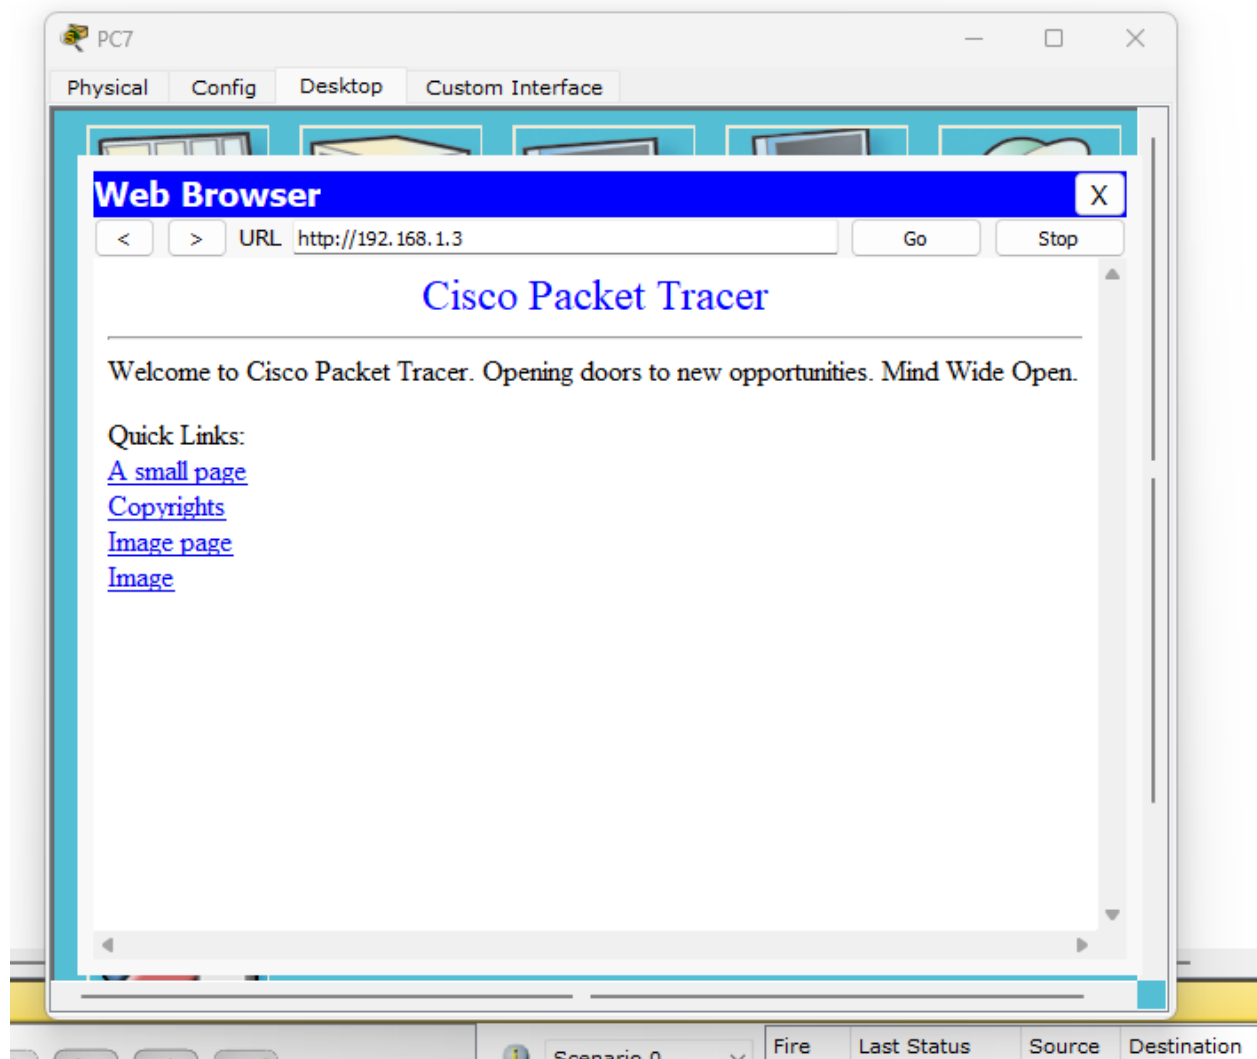 PC7
Physical Config Desktop Custom Interface
Web Browser X
< > URL http://192.168.1.3 Go Stop
Cisco Packet Tracer
Welcome to Cisco Packet Tracer. Opening doors to new opportunities. Mind Wide Open.
Quick Links:
A small page
Copyrights
Image page
Image
Scenario 0 Fire Last Status Source Destination